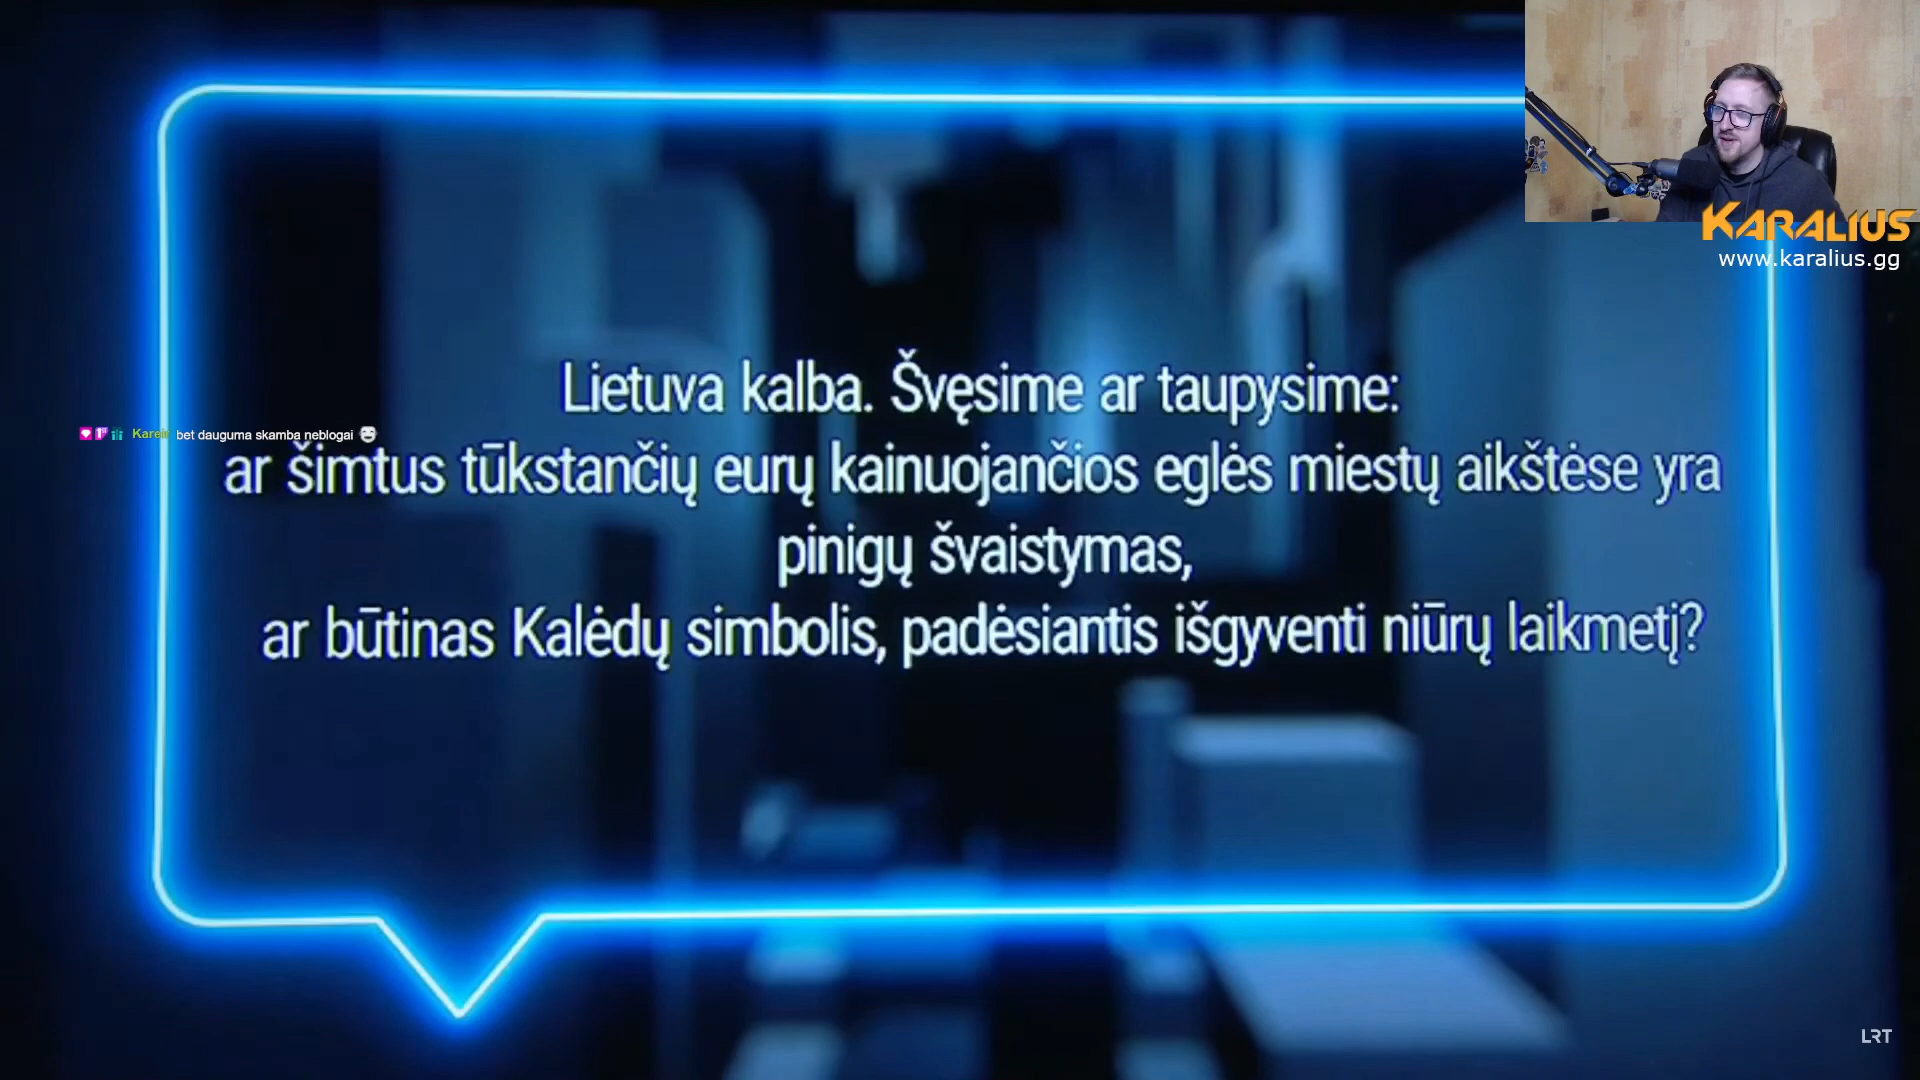 KARALIUS
www.karalius.gg
Lietuva kalba. Švęsime ar taupysime:
bet dauguma skamba neblogai
ar šimtus tūkstančių eurų kainuojančios eglės miestų aikštėse yra
pinigų švaistymas,
ar būtinas Kalėdų simbolis, padėsiantis išgyventi niūrų laikmetį?
LRT